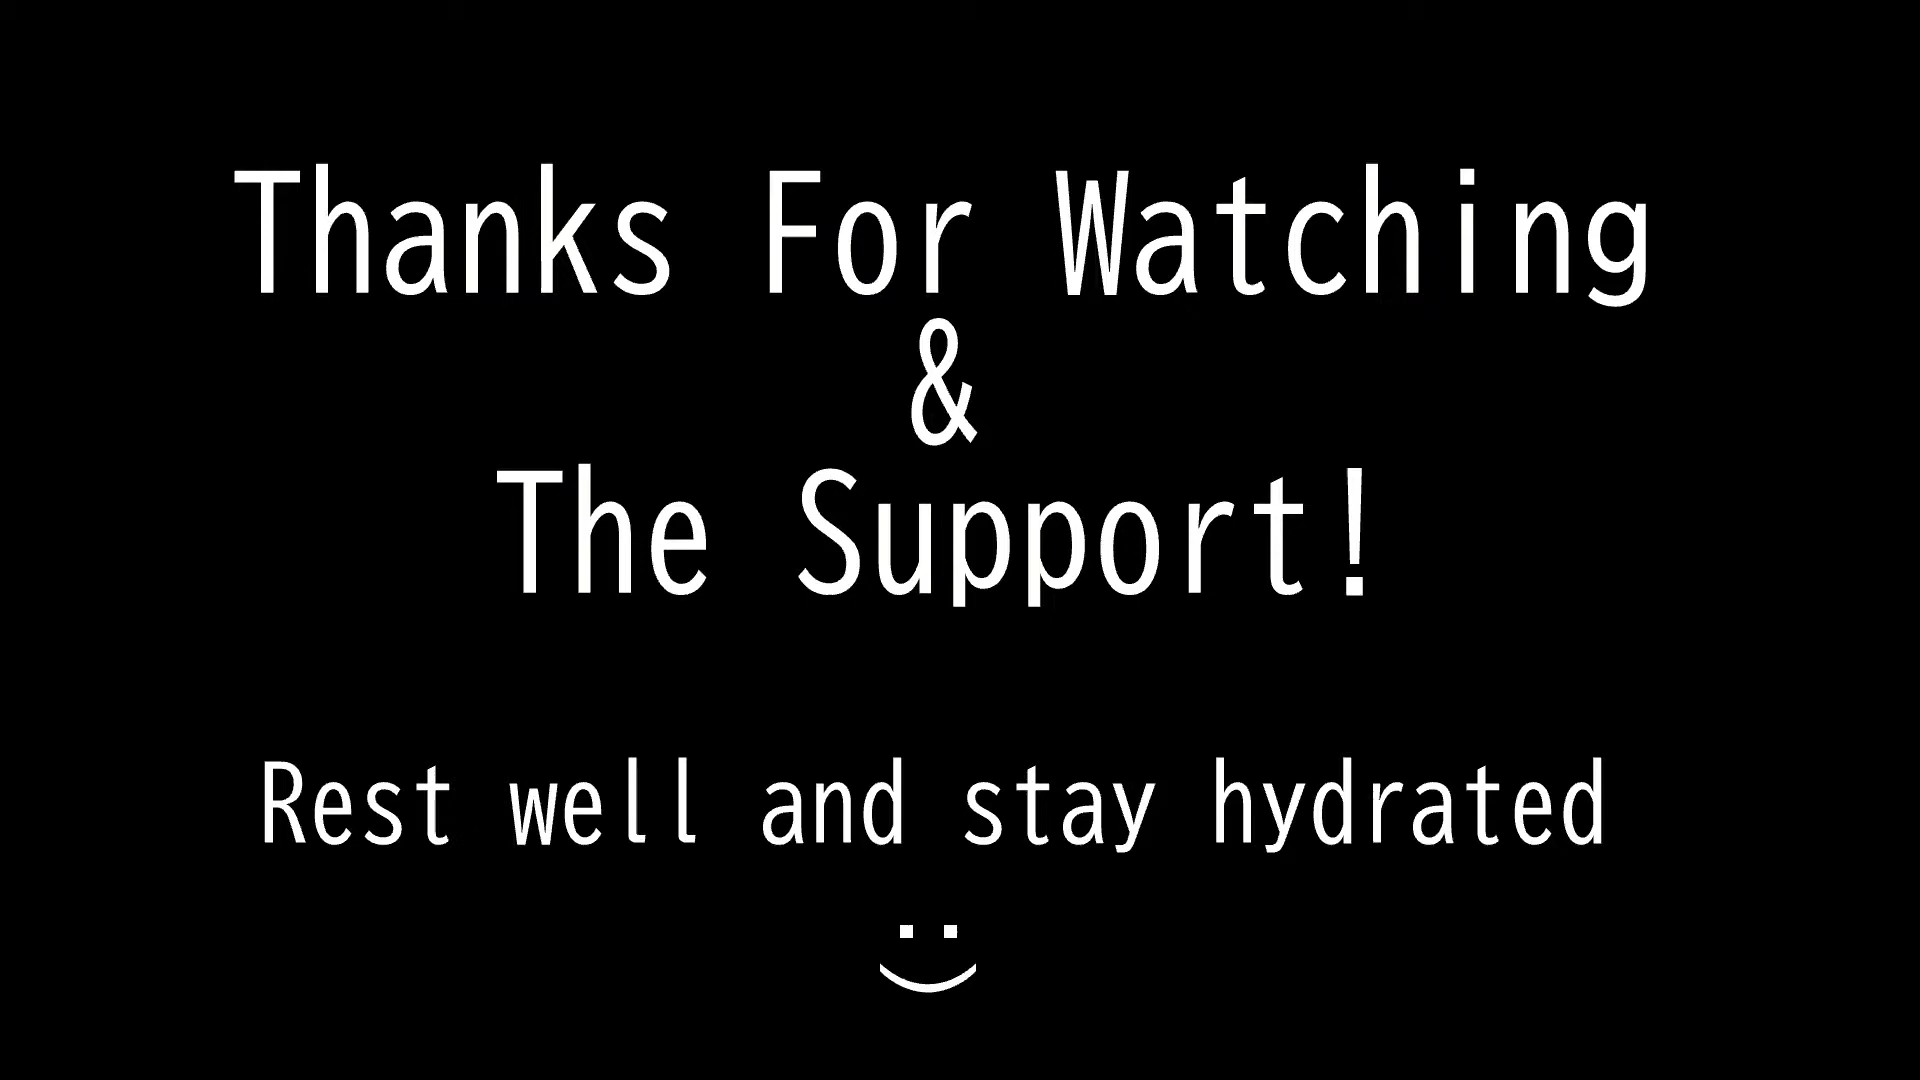 Thanks For Watching
&
The Support!
Rest well and stay hydrated
:)